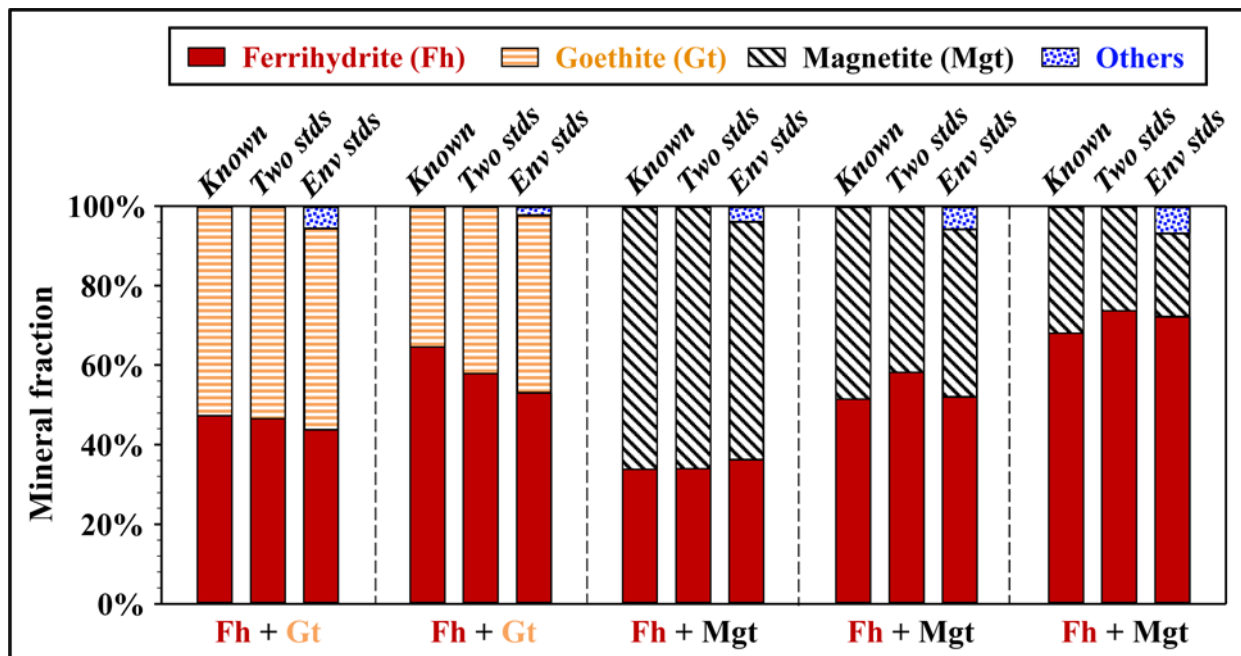 Ferrihydrite (Fh) Goethite (Gt) Magnetite (Mgt) Others
Known Two stds Env stds Known Two stds Env stds Known Two stds Env stds Known Two stds Env stds Known Two stds Env stds
Mineral fraction
100%
80%
60%
40%
20%
0%
Fh + Gt Fh + Gt Fh + Mgt Fh + Mgt Fh + Mgt